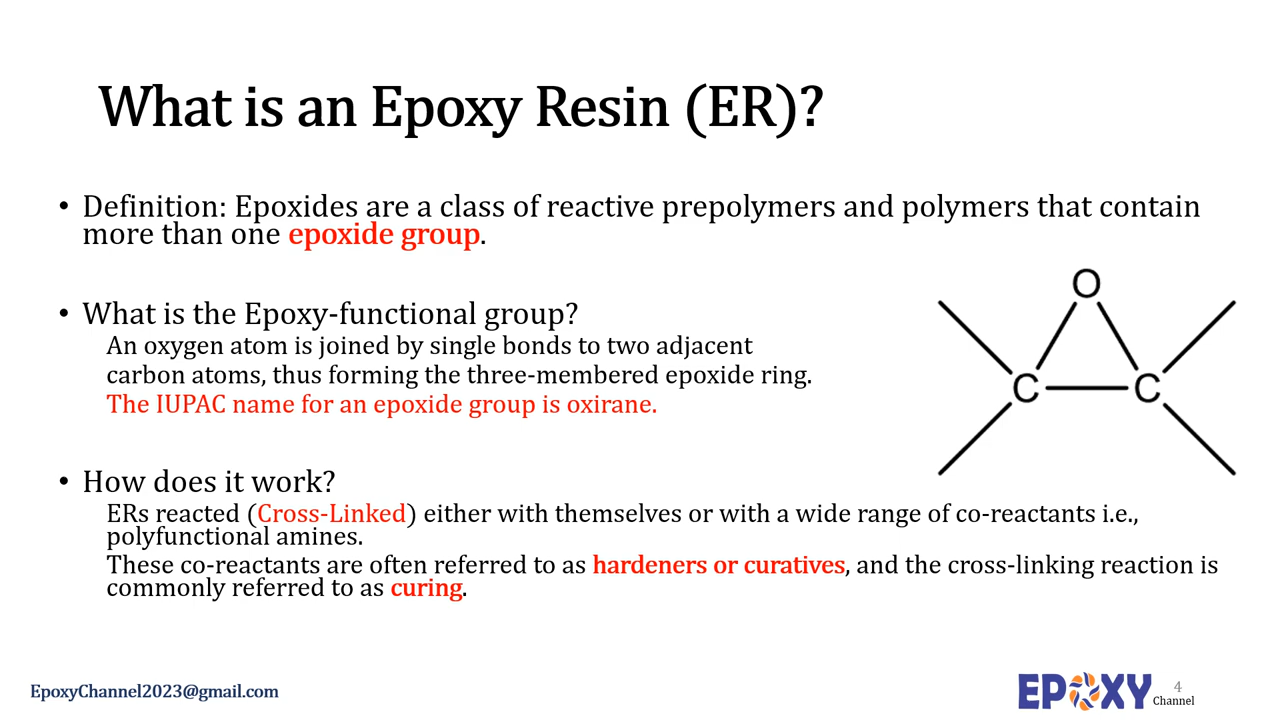 What is an Epoxy Resin (ER)?
• Definition: Epoxides are a class of reactive prepolymers and polymers that contain
more than one epoxide group.
• What is the Epoxy-functional group?
An oxygen atom is joined by single bonds to two adjacent
carbon atoms, thus forming the three-membered epoxide ring.
The IUPAC name for an epoxide group is oxirane.
O
C C
• How does it work?
ERs reacted (Cross-Linked) either with themselves or with a wide range of co-reactants i.e.,
polyfunctional amines.
These co-reactants are often referred to as hardeners or curatives, and the cross-linking reaction is
commonly referred to as curing.
EpoxyChannel2023@gmail.com
EPOXY
Channel
4